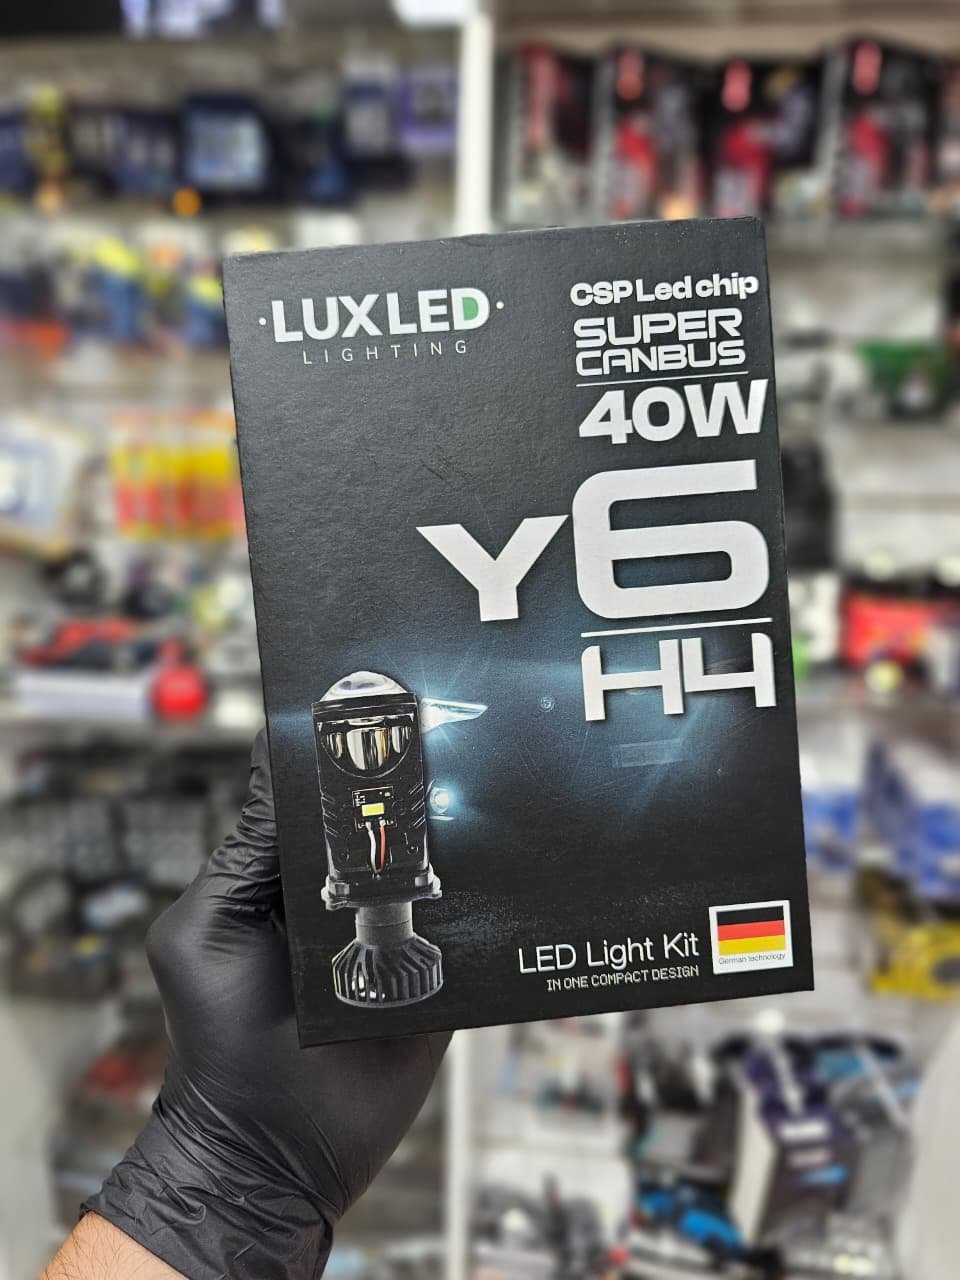 LUXLED
LIGHTING
CSP Led chip
SUPER
CANBUS
40W
Y6
H4
LED Light Kit
IN ONE COMPACT DESIGN
German technology